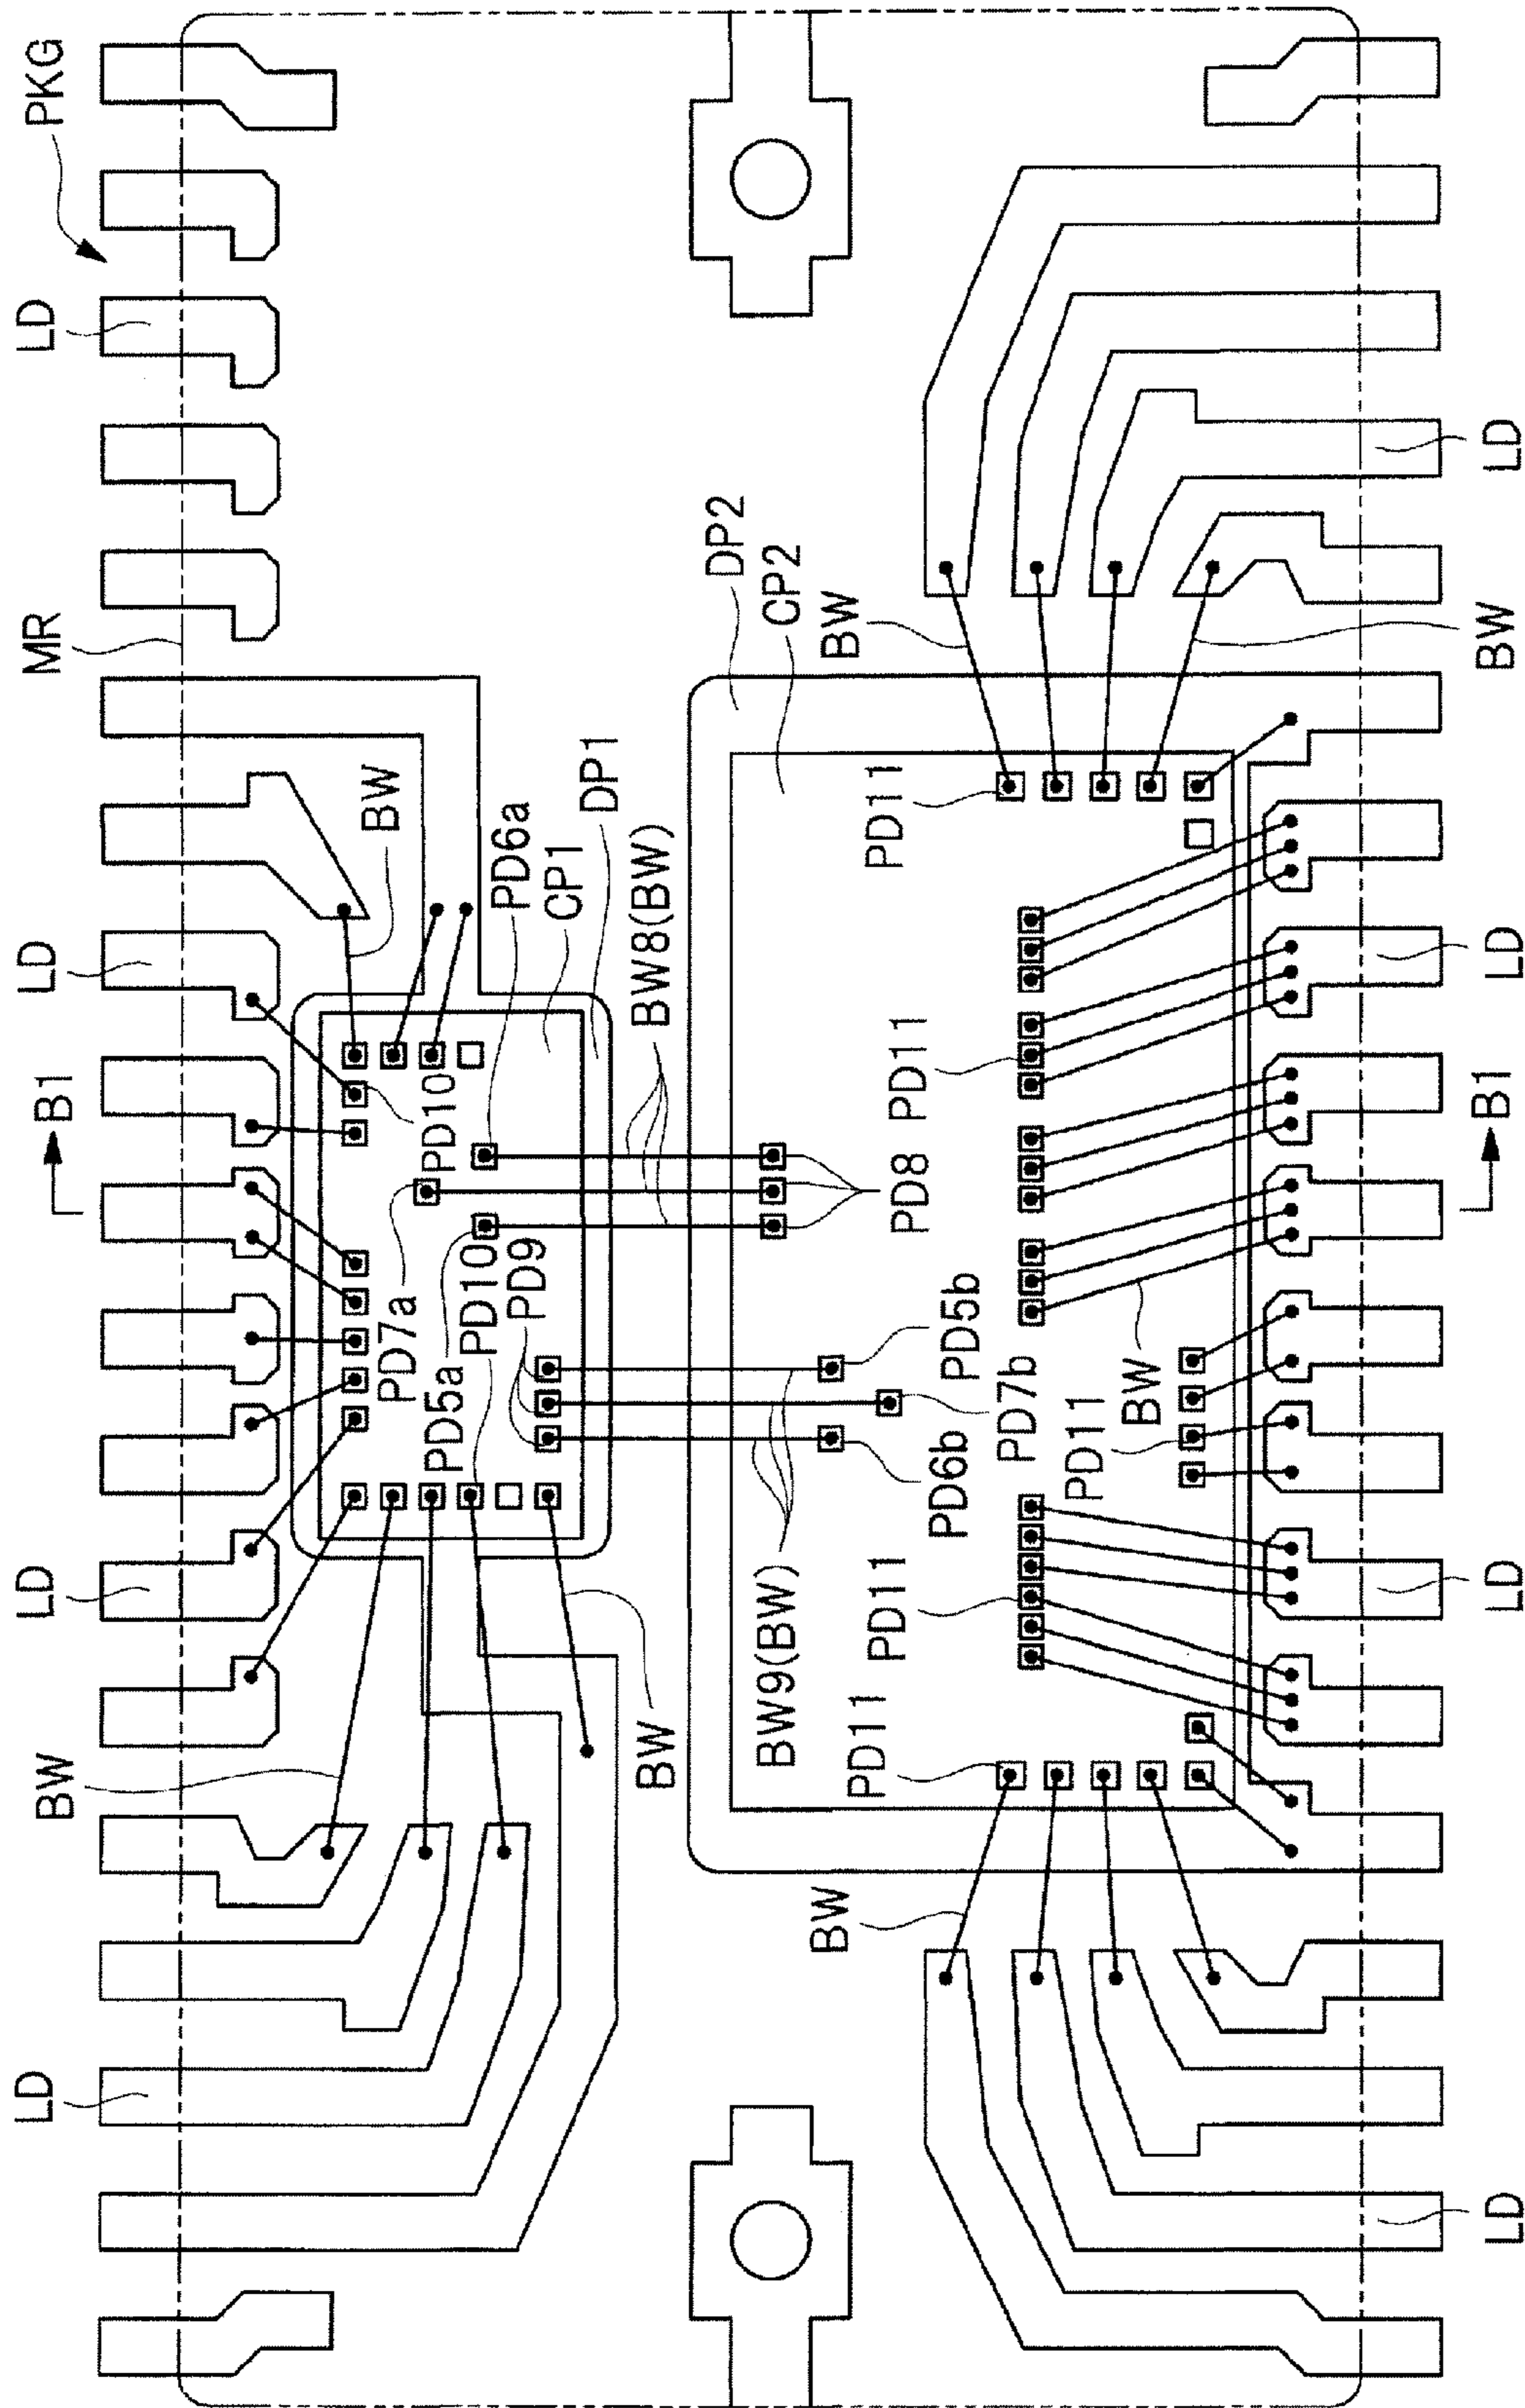 LD
BW
LD
B1
LD
MR
LD
PKG
BW
PD7a
PD10
PD5a
PD10
PD9
PD6a
CP1
DP1
BW
BW8(BW)
DP2
CP2
BW
BW9(BW)
BW
PD11
PD11
PD6b
PD5b
PD8
PD11
PD11
PD7b
PD11
BW
LD
LD
B1
LD
BW
LD